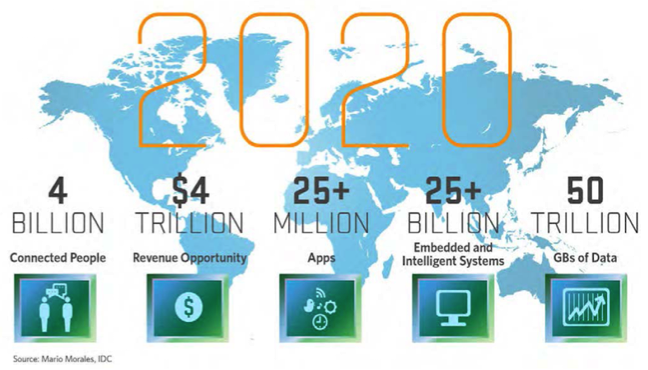 2020
4 $4 25+ 25+ 50
BILLION TRILLION MILLION BILLION TRILLION
Connected People Revenue Opportunity Apps Embedded and Intelligent Systems GBs of Data
$
Source: Mario Morales, IDC